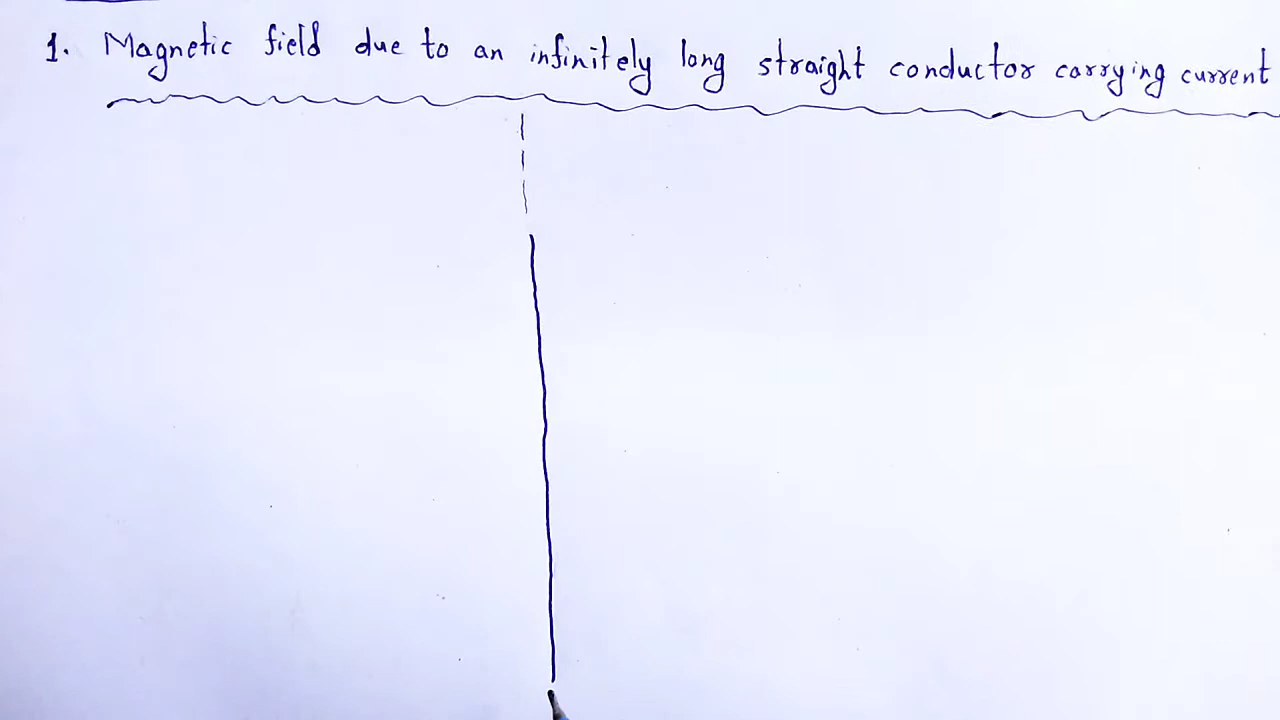 1. Magnetic field due to an infinitely long straight conductor carrying current